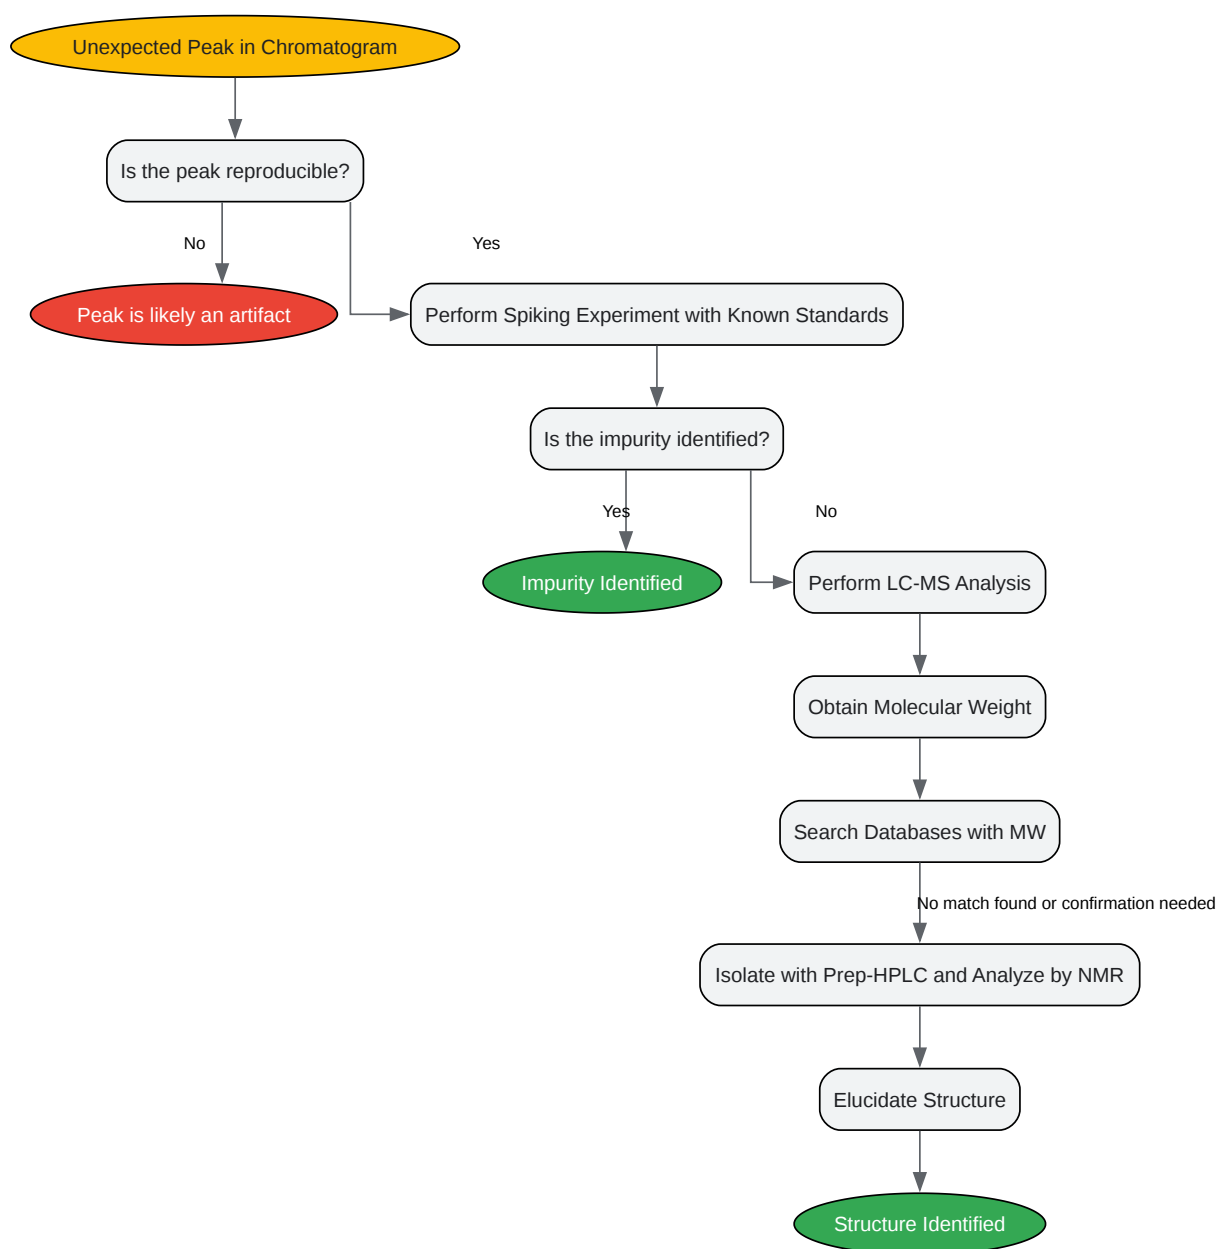 Unexpected Peak in Chromatogram
Is the peak reproducible?
No
Yes
Peak is likely an artifact
Perform Spiking Experiment with Known Standards
Is the impurity identified?
Yes
No
Impurity Identified
Perform LC-MS Analysis
Obtain Molecular Weight
Search Databases with MW
No match found or confirmation needed
Isolate with Prep-HPLC and Analyze by NMR
Elucidate Structure
Structure Identified